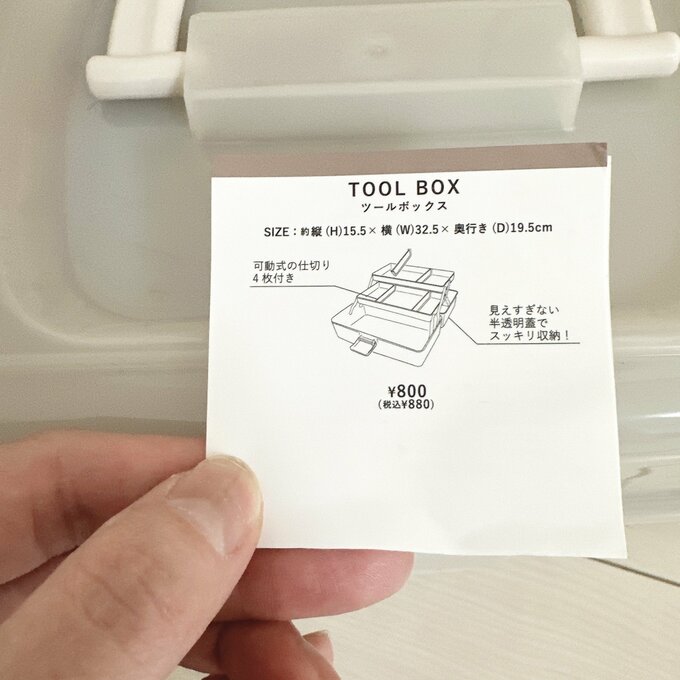 TOOL BOX
ツールボックス
SIZE：約縦(H)15.5×横(W)32.5×奥行き(D)19.5cm
可動式の仕切り
4枚付き
見えすぎない
半透明蓋で
スッキリ収納！
¥800
(税込¥880)